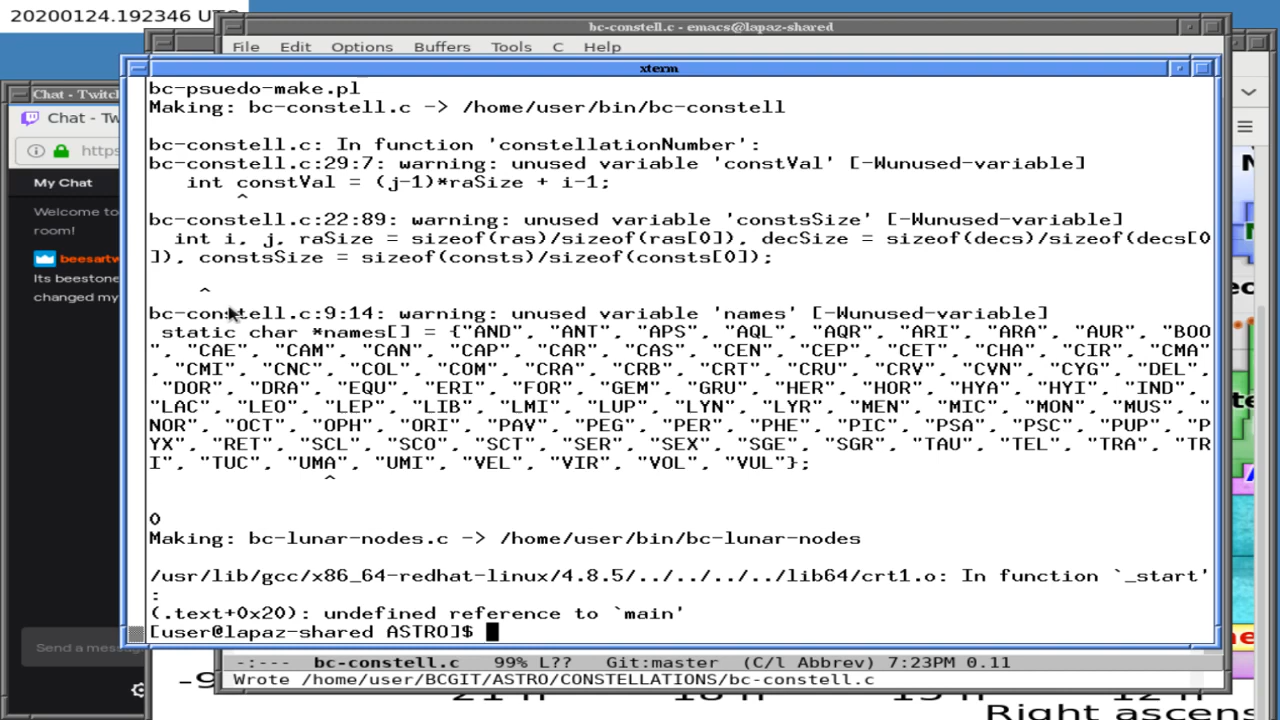 20200124.192346 UTC
bc-constell.c - emacs@lapaz-shared
File Edit Options Buffers Tools C Help
xterm
Chat - Twitch
Chat - Tw
https
My Chat
Welcome to
room!
beesartw
Its beestone
changed my
Send a mess
bc-psuedo-make.pl
Making: bc-constell.c -> /home/user/bin/bc-constell
bc-constell.c: In function 'constellationNumber':
bc-constell.c:29:7: warning: unused variable 'constVal' [-Wunused-variable]
int constVal = (j-1)*raSize + i-1;
^
bc-constell.c:22:89: warning: unused variable 'constsSize' [-Wunused-variable]
int i, j, raSize = sizeof(ras)/sizeof(ras[0]), decSize = sizeof(decs)/sizeof(decs[0
]), constsSize = sizeof(consts)/sizeof(consts[0]);
^
bc-constell.c:9:14: warning: unused variable 'names' [-Wunused-variable]
static char *names[] = {"AND", "ANT", "APS", "AQL", "AQR", "ARI", "ARA", "AUR", "BOO
", "CAE", "CAM", "CAN", "CAP", "CAR", "CAS", "CEN", "CEP", "CET", "CHA", "CIR", "CMA"
, "CMI", "CNC", "COL", "COM", "CRA", "CRB", "CRT", "CRU", "CRV", "CVN", "CYG", "DEL",
"DOR", "DRA", "EQU", "ERI", "FOR", "GEM", "GRU", "HER", "HOR", "HYA", "HYI", "IND",
"LAC", "LEO", "LEP", "LIB", "LMI", "LUP", "LYN", "LYR", "MEN", "MIC", "MON", "MUS", "
NOR", "OCT", "OPH", "ORI", "PAV", "PEG", "PER", "PHE", "PIC", "PSA", "PSC", "PUP", "P
YX", "RET", "SCL", "SCO", "SCT", "SER", "SEX", "SGE", "SGR", "TAU", "TEL", "TRA", "TR
I", "TUC", "UMA", "UMI", "VEL", "VIR", "VOL", "VUL"};
^
0
Making: bc-lunar-nodes.c -> /home/user/bin/bc-lunar-nodes
/usr/lib/gcc/x86_64-redhat-linux/4.8.5/../../../../lib64/crt1.o: In function `_start'
:
(.text+0x20): undefined reference to `main'
[user@lapaz-shared ASTRO]$
-:--- bc-constell.c 99% L?? Git:master (C/l Abbrev) 7:23PM 0.11
Wrote /home/user/BCGIT/ASTRO/CONSTELLATIONS/bc-constell.c
Right ascens